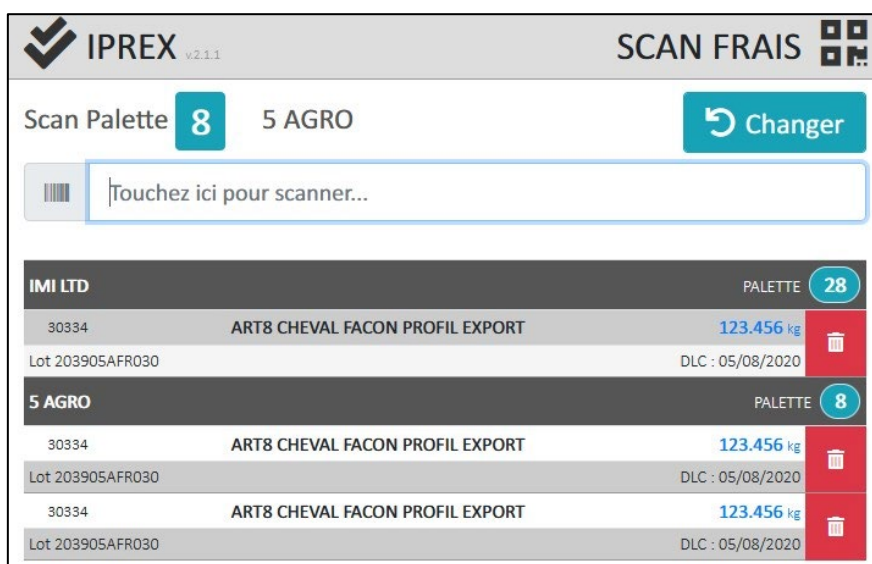 IPREX v.2.1.1 SCAN FRAIS
Scan Palette 8 5 AGRO Changer
Touchez ici pour scanner...
IMI LTD PALETTE 28
30334 ART8 CHEVAL FACON PROFIL EXPORT 123.456 kg
Lot 203905AFR030 DLC : 05/08/2020
5 AGRO PALETTE 8
30334 ART8 CHEVAL FACON PROFIL EXPORT 123.456 kg
Lot 203905AFR030 DLC : 05/08/2020
30334 ART8 CHEVAL FACON PROFIL EXPORT 123.456 kg
Lot 203905AFR030 DLC : 05/08/2020